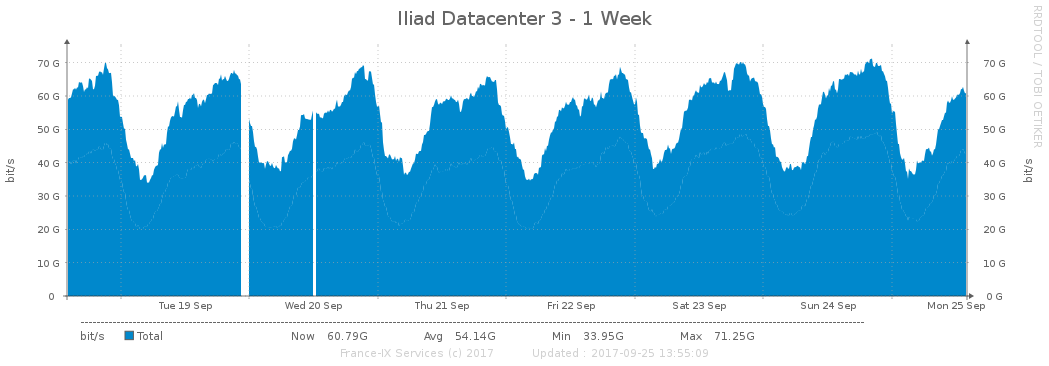 Iliad Datacenter 3 - 1 Week
RRDTOOL / TOBI OETIKER
70 G 70 G
60 G 60 G
50 G 50 G
40 G 40 G
30 G 30 G
20 G 20 G
10 G 10 G
0 0 G
bit/s bit/s
Tue 19 Sep Wed 20 Sep Thu 21 Sep Fri 22 Sep Sat 23 Sep Sun 24 Sep Mon 25 Sep
bit/s Total Now 60.79G Avg 54.14G Min 33.95G Max 71.25G
France-IX Services (c) 2017 Updated : 2017-09-25 13:55:09